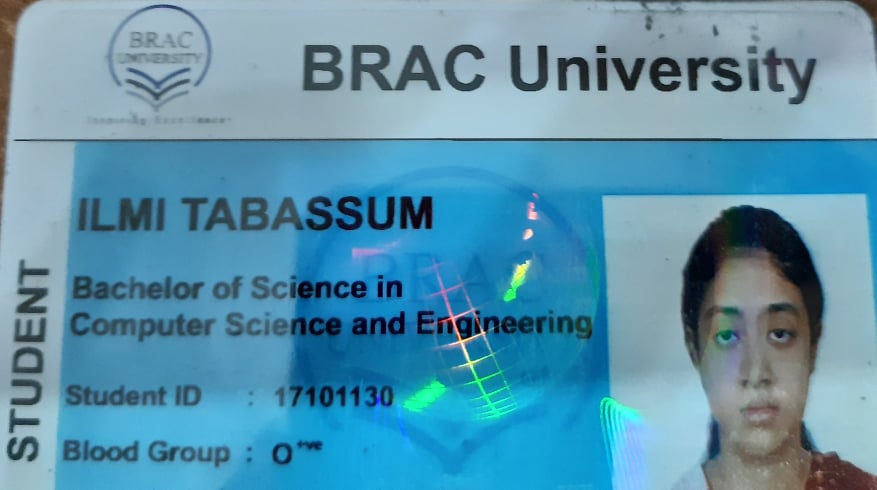 BRAC
UNIVERSITY
Inspiring Excellence
BRAC University
STUDENT
ILMI TABASSUM
Bachelor of Science in
Computer Science and Engineering
Student ID : 17101130
Blood Group : O+ve